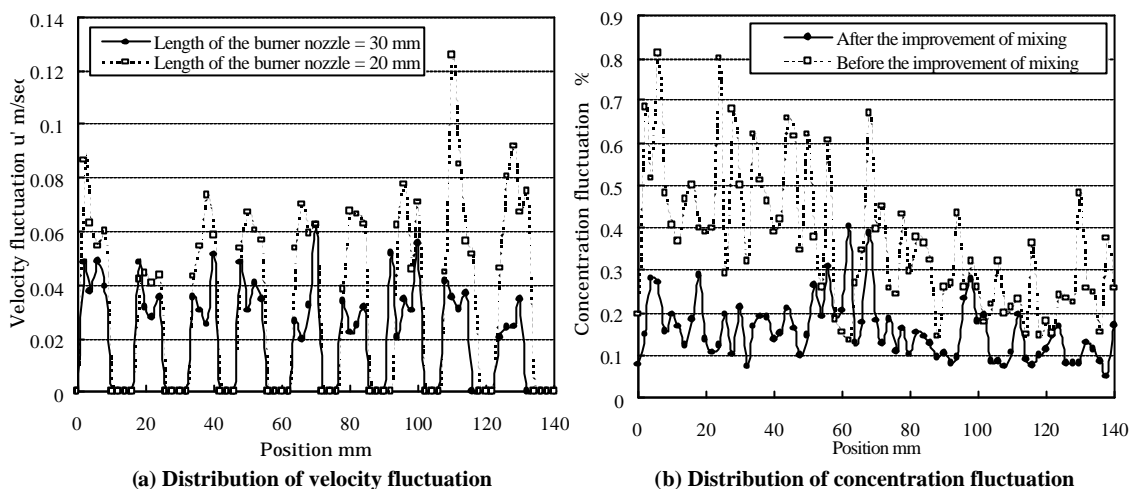 0.14
0.12
0.1
0.08
0.06
0.04
0.02
0
Velocity fluctuation u' m/sec
Length of the burner nozzle = 30 mm
Length of the burner nozzle = 20 mm
0 20 40 60 80 100 120 140
Position mm
(a) Distribution of velocity fluctuation
0.9
0.8
0.7
0.6
0.5
0.4
0.3
0.2
0.1
0
Concentration fluctuation %
After the improvement of mixing
Before the improvement of mixing
0 20 40 60 80 100 120 140
Position mm
(b) Distribution of concentration fluctuation